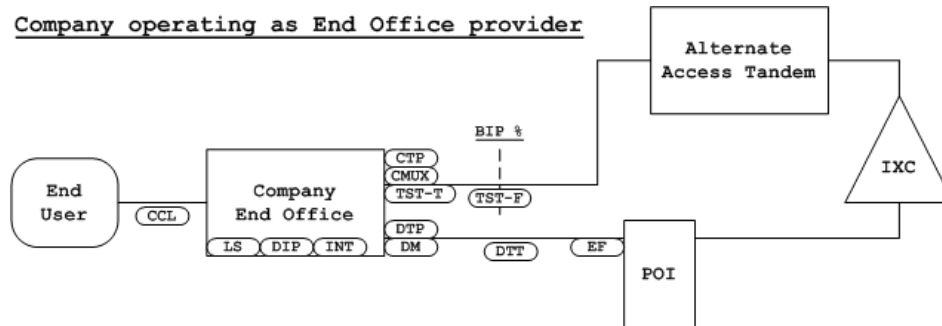 Company operating as End Office provider
Alternate
Access Tandem
BIP %
CTP
CMUX
TST-T
TST-F
IXC
End
User
CCL
Company
End Office
LS
DIP
INT
DTP
DM
DTT
EF
POI